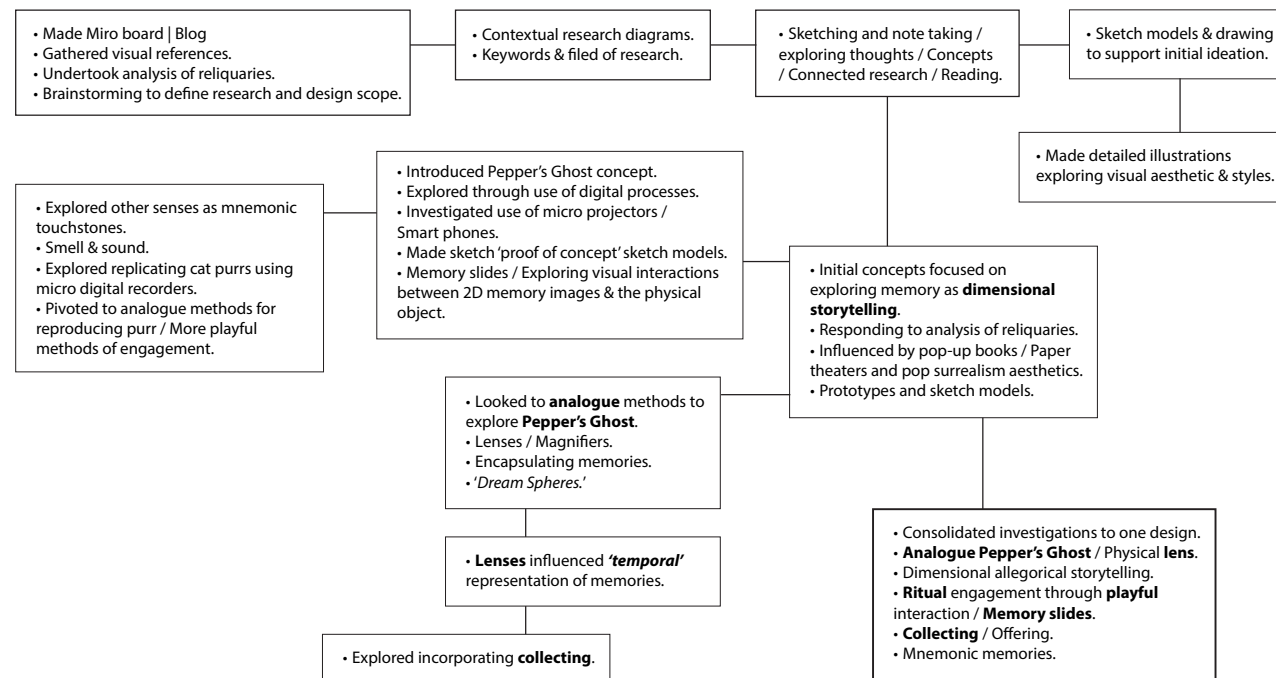 • Made Miro board | Blog
• Gathered visual references.
• Undertook analysis of reliquaries.
• Brainstorming to define research and design scope.
• Contextual research diagrams.
• Keywords & filed of research.
• Sketching and note taking /
exploring thoughts / Concepts
/ Connected research / Reading.
• Sketch models & drawing
to support initial ideation.
• Made detailed illustrations
exploring visual aesthetic & styles.
• Introduced Pepper's Ghost concept.
• Explored through use of digital processes.
• Investigated use of micro projectors /
Smart phones.
• Made sketch 'proof of concept' sketch models.
• Memory slides / Exploring visual interactions
between 2D memory images & the physical
object.
• Explored other senses as mnemonic
touchstones.
• Smell & sound.
• Explored replicating cat purrs using
micro digital recorders.
• Pivoted to analogue methods for
reproducing purr / More playful
methods of engagement.
• Initial concepts focused on
exploring memory as dimensional
storytelling.
• Responding to analysis of reliquaries.
• Influenced by pop-up books / Paper
theaters and pop surrealism aesthetics.
• Prototypes and sketch models.
• Looked to analogue methods to
explore Pepper's Ghost.
• Lenses / Magnifiers.
• Encapsulating memories.
• 'Dream Spheres.'
• Lenses influenced 'temporal'
representation of memories.
• Explored incorporating collecting.
• Consolidated investigations to one design.
• Analogue Pepper's Ghost / Physical lens.
• Dimensional allegorical storytelling.
• Ritual engagement through playful
interaction / Memory slides.
• Collecting / Offering.
• Mnemonic memories.